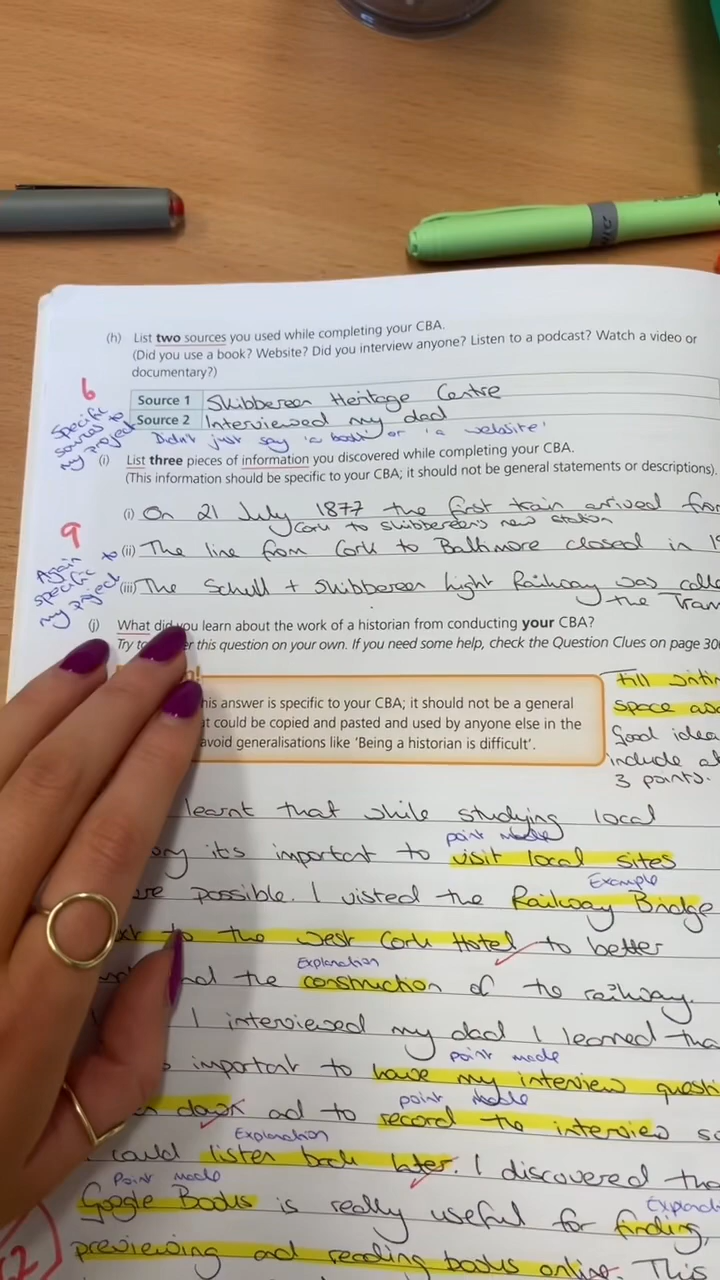 (h) List two sources you used while completing your CBA.
(Did you use a book? Website? Did you interview anyone? Listen to a podcast? Watch a video or
documentary?)
6
Source 1 Skibbereen Heritage Centre
Source 2 Interviewed my dad
Specific
sources to
my project
Didn't just say 'a book' or 'a website'
(i) List three pieces of information you discovered while completing your CBA.
(This information should be specific to your CBA; it should not be general statements or descriptions).
(i) On 21 July 1877 the first train arrived from
Cork to Skibbereen's new station
9
Again
specific to
my project
(ii) The line from Cork to Baltimore closed in 19
(iii) The Schull + Skibbereen light Railway was calle
the Tram
(j) What did you learn about the work of a historian from conducting your CBA?
Try to this question on your own. If you need some help, check the Question Clues on page 30
his answer is specific to your CBA; it should not be a general
t could be copied and pasted and used by anyone else in the
avoid generalisations like 'Being a historian is difficult'.
Fill entir
space
Good idea
include
3 points.
learnt that while studying local
point made
ory it's important to visit local sites
Example
possible. I visted the Railway Bridge
to the West Cork Hotel to better
Explanation
nd the construction of the railway.
I interviewed my dad I learned tha
point made
important to have my interview questi
point made
down ad to record the interview so
Explanation
could listen back later. I discovered tha
Point made
Google Books is really useful for finding,
previewing and reading books online. This